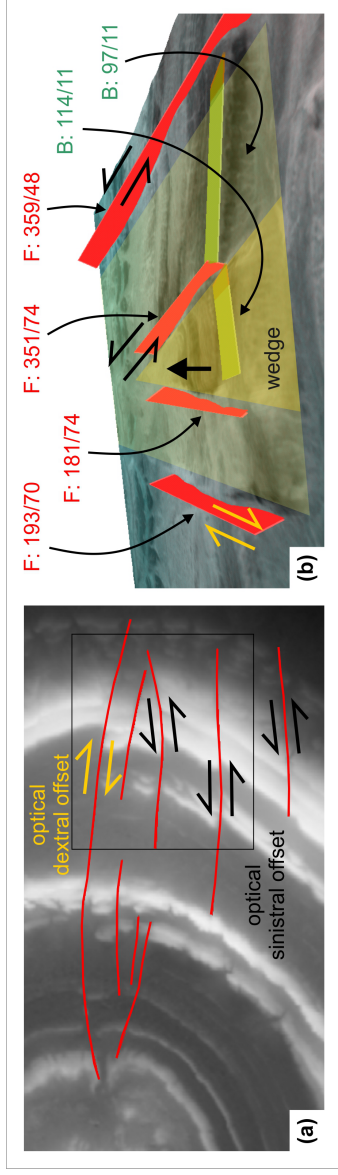 optical
dextral offset
optical
sinistral offset
(a)
F: 193/70
F: 181/74
F: 351/74
F: 359/48
B: 114/11
B: 97/11
wedge
(b)